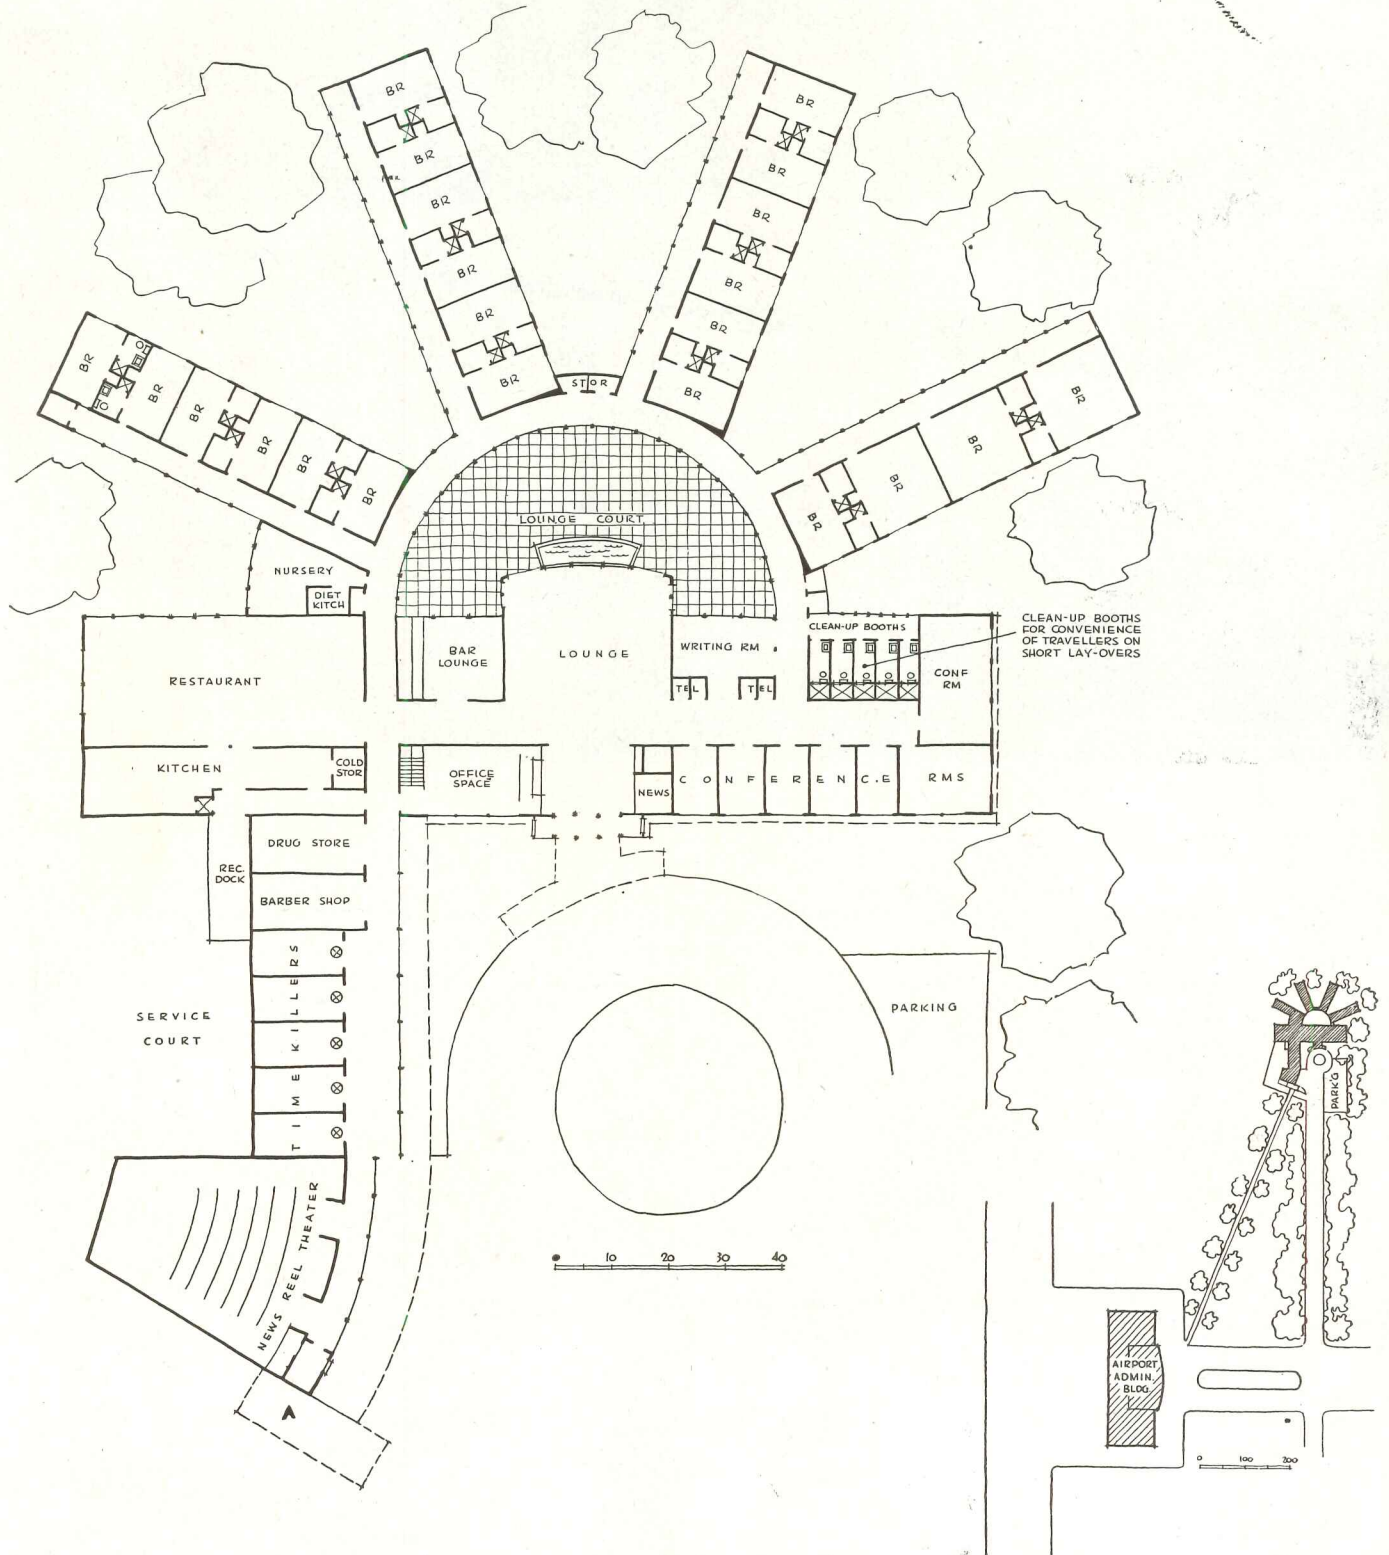 BR
BR
BR
BR
BR
BR
BR
BR
BR
BR
BR
BR
STOR
BR
BR
BR
BR
BR
BR
BR
BR
BR
BR
LOUNGE COURT
NURSERY
DIET
KITCH
RESTAURANT
BAR
LOUNGE
LOUNGE
WRITING RM
TEL
TEL
CLEAN-UP BOOTHS
CONF
RM
CLEAN-UP BOOTHS
FOR CONVENIENCE
OF TRAVELLERS ON
SHORT LAY-OVERS
KITCHEN
COLD
STOR
OFFICE
SPACE
NEWS
CONFERENCE RMS
DRUG STORE
REC.
DOCK
BARBER SHOP
TIME KILLERS
SERVICE
COURT
PARKING
NEWS REEL THEATER
A
0 10 20 30 40
PARK'G
AIRPORT
ADMIN.
BLDG.
0 100 200